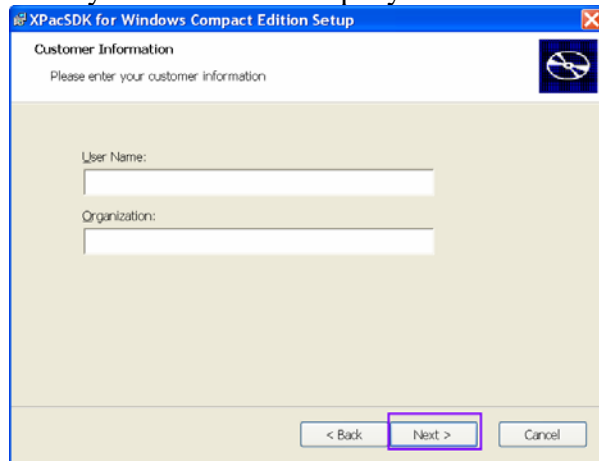 XPacSDK for Windows Compact Edition Setup
Customer Information
Please enter your customer information
User Name:
Organization:
< Back Next > Cancel